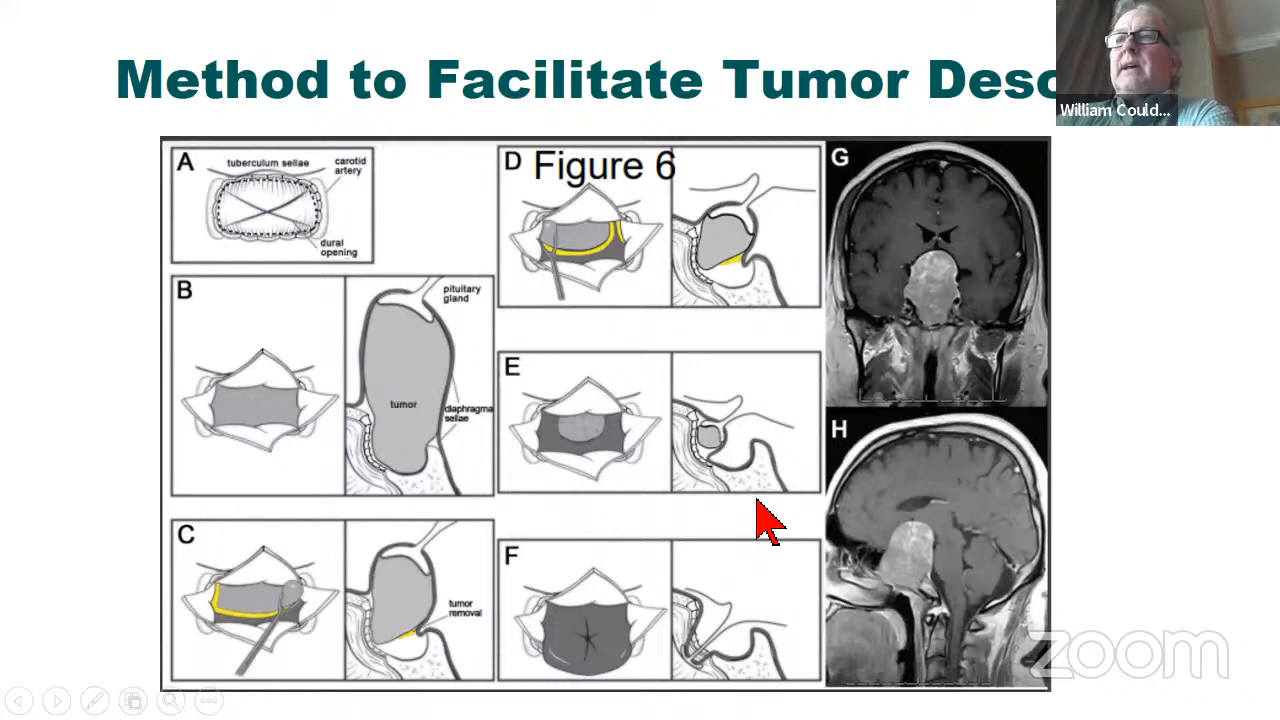 Method to Facilitate Tumor Desc
William Could...
A
tuberculum sellae
carotid
artery
dural
opening
B
pituitary
gland
tumor
diaphragma
sellae
C
tumor
removal
D
Figure 6
E
F
G
H
zoom